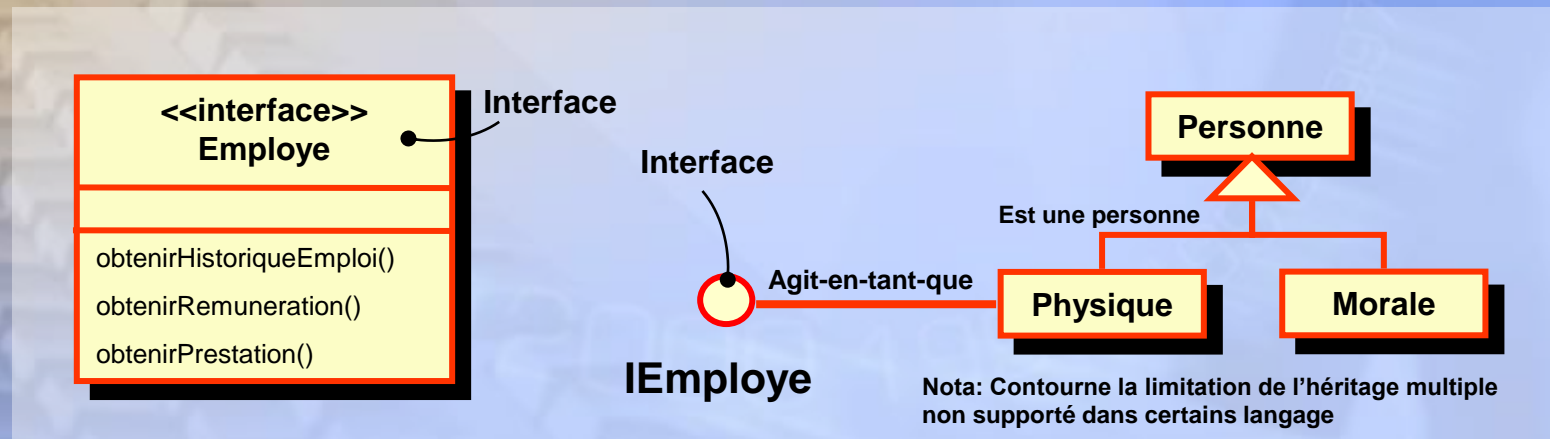 <<interface>>
Employe
Interface
obtenirHistoriqueEmploi()
obtenirRemuneration()
obtenirPrestation()
Interface
IEmploye
Agit-en-tant-que
Personne
Est une personne
Physique
Morale
Nota: Contourne la limitation de l’héritage multiple
non supporté dans certains langage